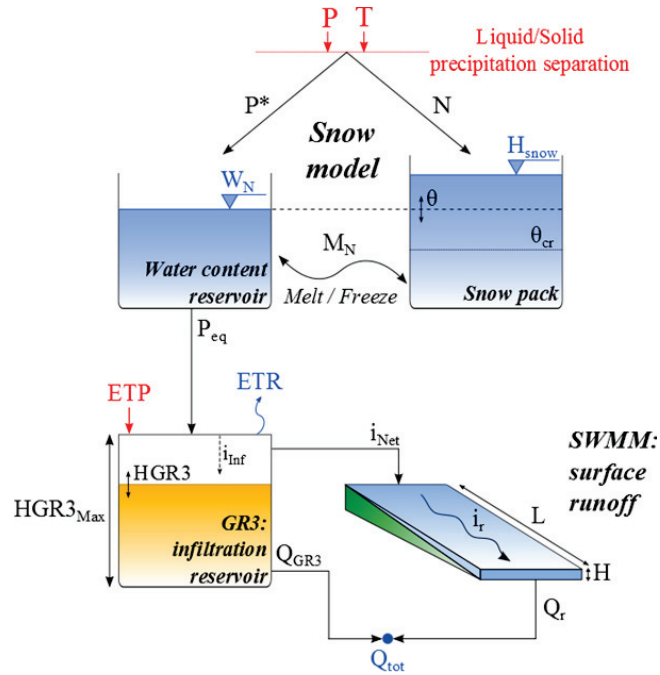 P T
Liquid/Solid
precipitation separation
P* N
Snow
model
H_snow
W_N
θ
θ_cr
M_N
Water content
reservoir
Melt / Freeze
Snow pack
P_eq
ETP
ETR
i_Net
i_Inf
SWMM:
surface
runoff
HGR3
HGR3_Max
L
i_r
GR3:
infiltration
reservoir
Q_GR3
H
Q_r
Q_tot